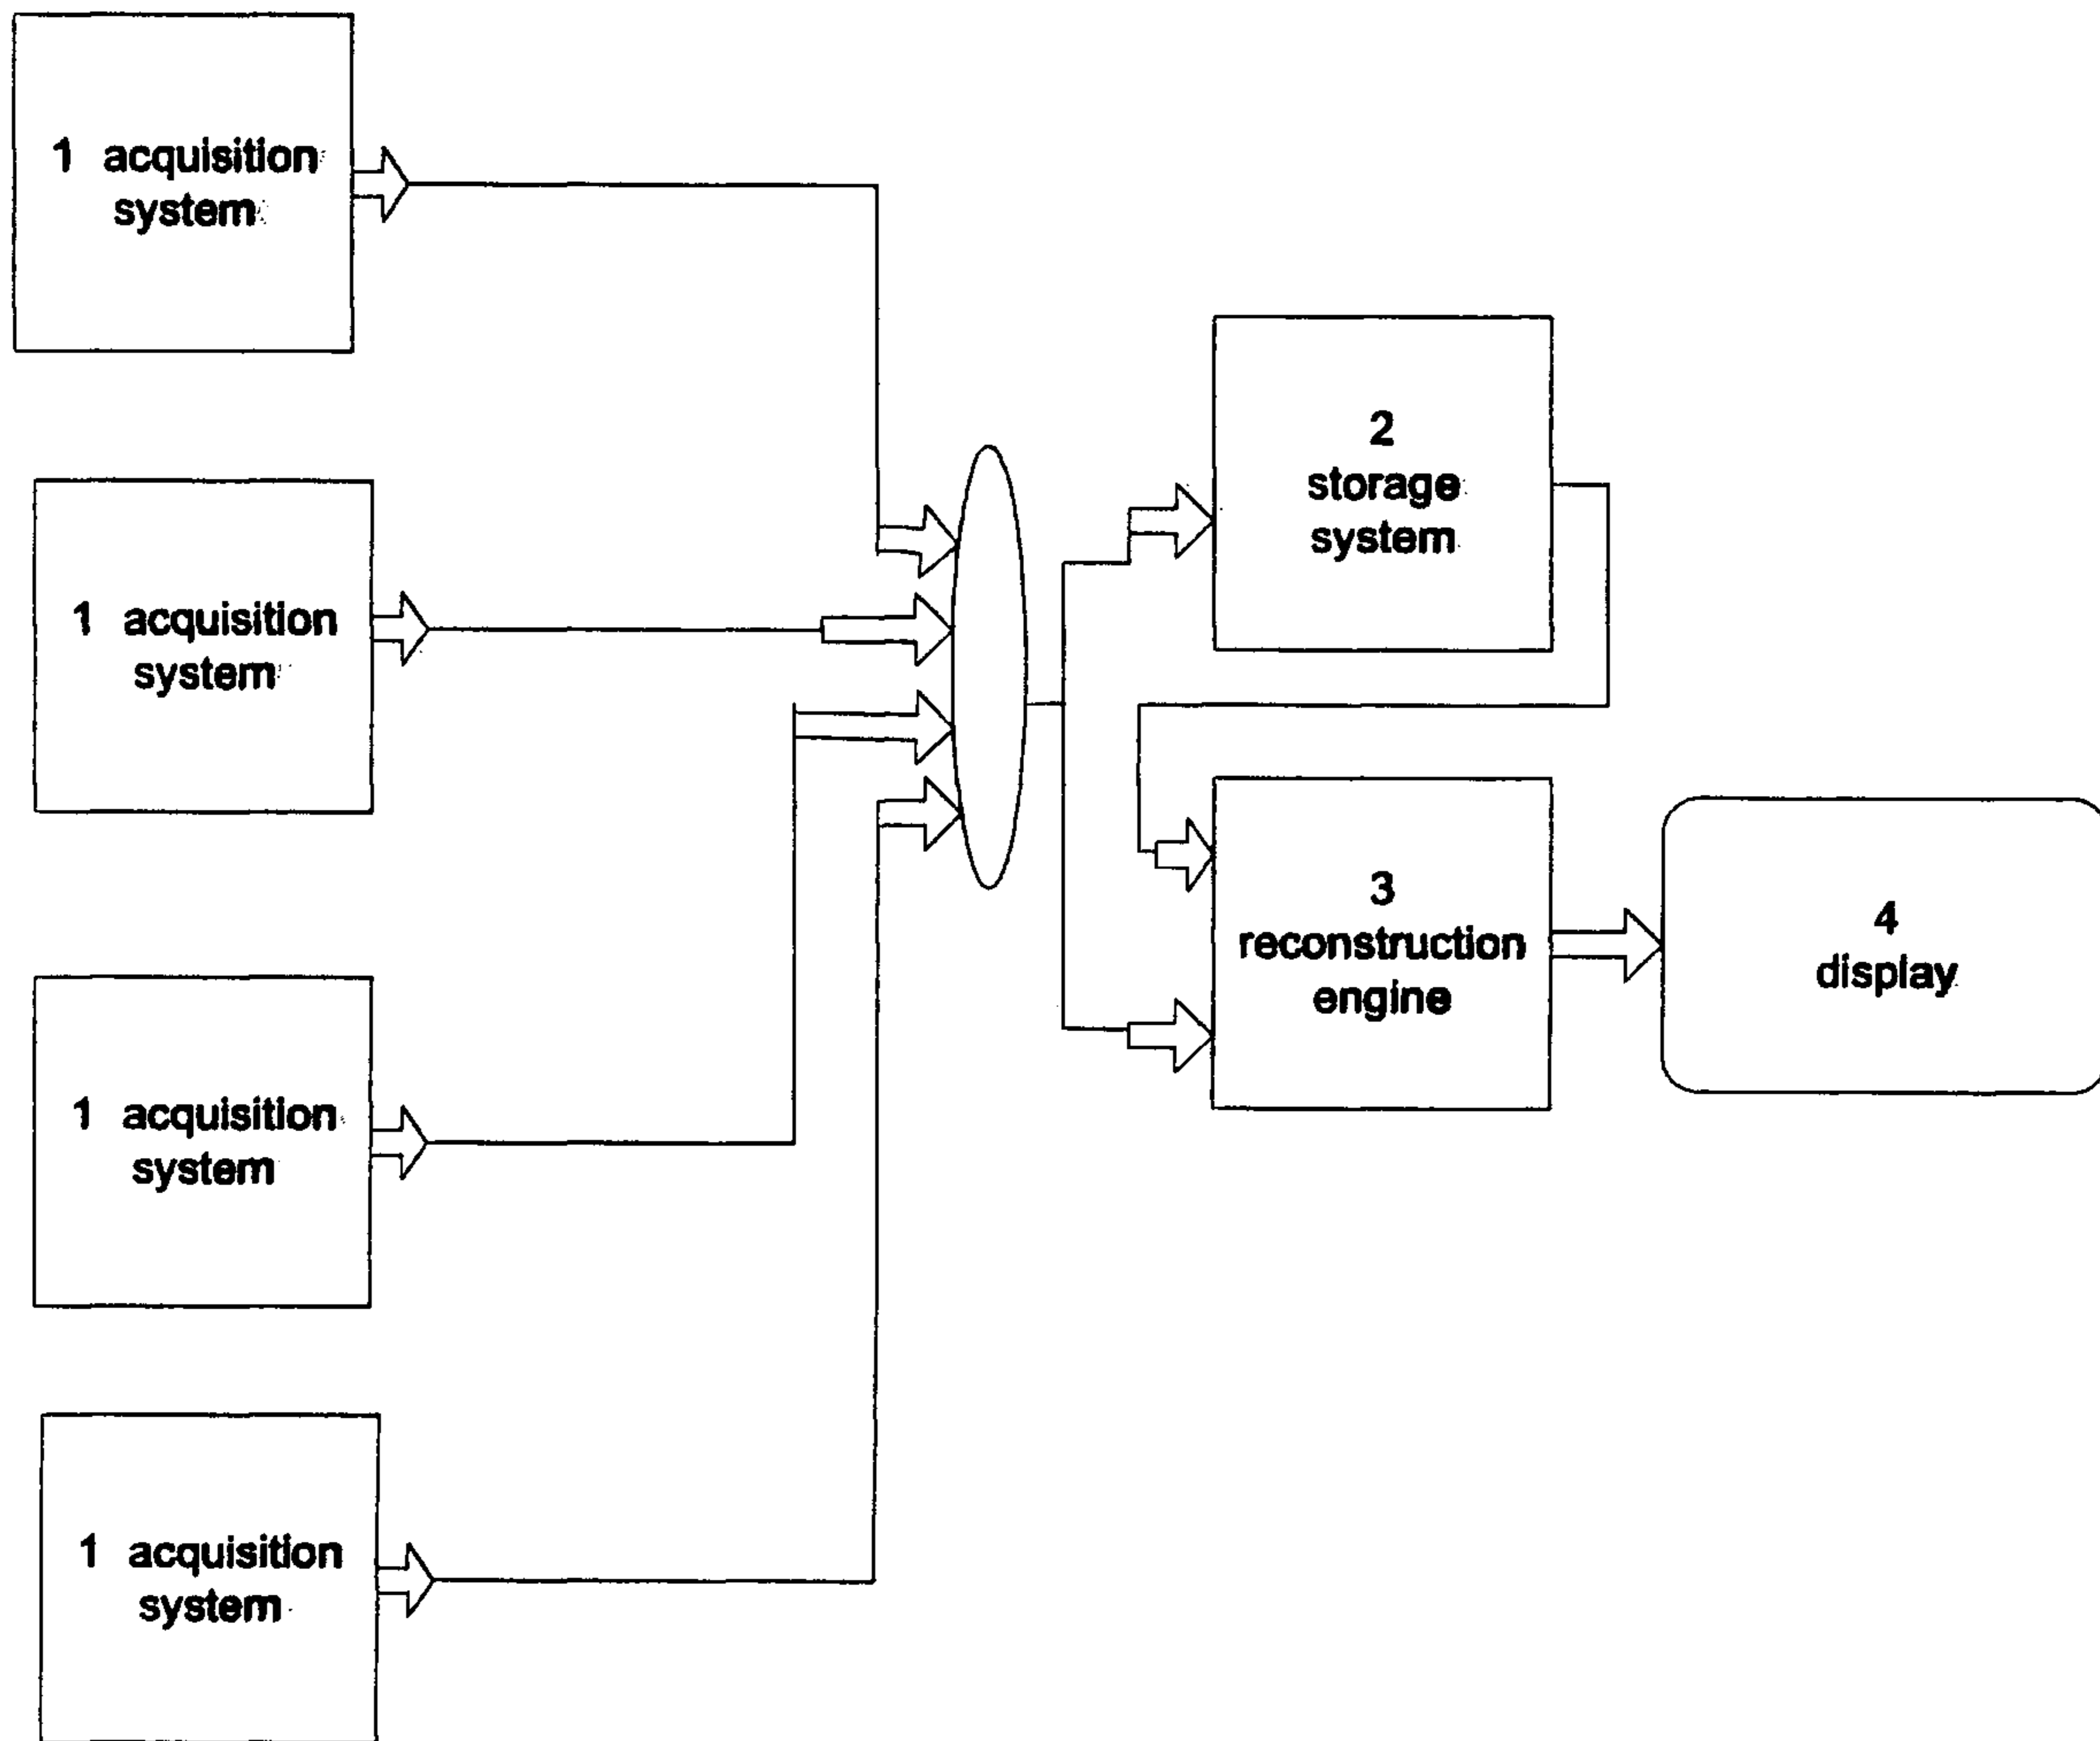 1 acquisition
system
2
storage
system
1 acquisition
system
3
reconstruction
engine
4
display
1 acquisition
system
1 acquisition
system